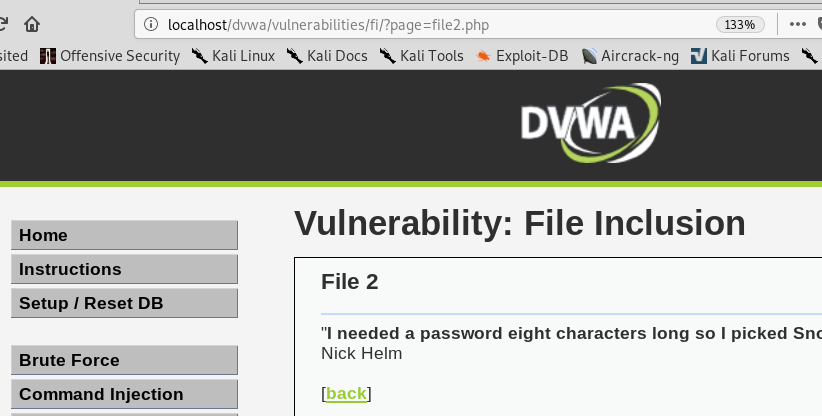 localhost/dvwa/vulnerabilities/fi/?page=file2.php 133%
sited Offensive Security Kali Linux Kali Docs Kali Tools Exploit-DB Aircrack-ng Kali Forums
DVWA
Vulnerability: File Inclusion
Home
Instructions
Setup / Reset DB
Brute Force
Command Injection
File 2
"I needed a password eight characters long so I picked Sno
Nick Helm
[back]